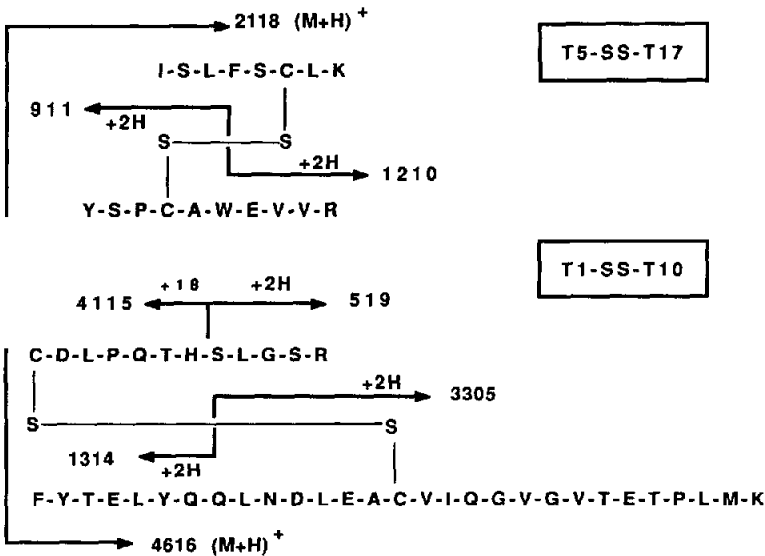 2118 (M+H)+
T5-SS-T17
I-S-L-F-S-C-L-K
911
+2H
S S
+2H
1210
Y-S-P-C-A-W-E-V-V-R
T1-SS-T10
+18 +2H
4115 519
C-D-L-P-Q-T-H-S-L-G-S-R
+2H
3305
S S
1314
+2H
F-Y-T-E-L-Y-Q-Q-L-N-D-L-E-A-C-V-I-Q-G-V-G-V-T-E-T-P-L-M-K
4616 (M+H)+